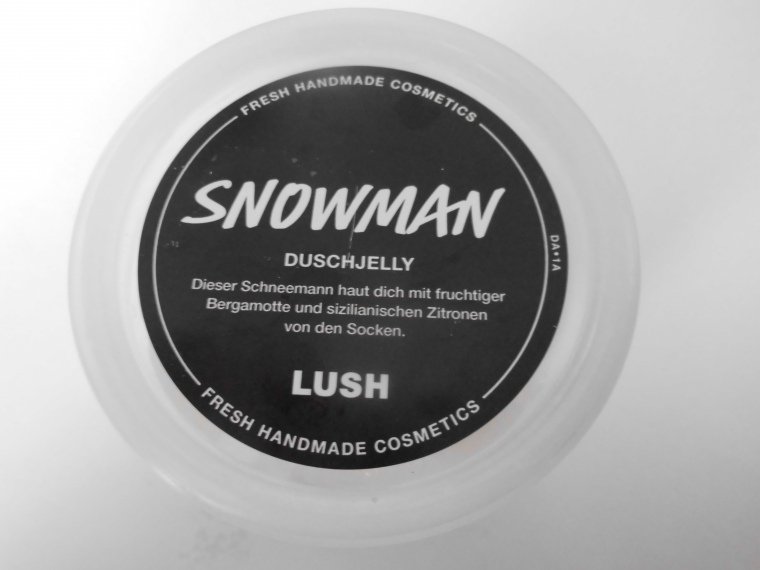 FRESH HANDMADE COSMETICS
SNOWMAN
DUSCHJELLY
Dieser Schneemann haut dich mit fruchtiger
Bergamotte und sizilianischen Zitronen
von den Socken.
LUSH
FRESH HANDMADE COSMETICS
DA•1A